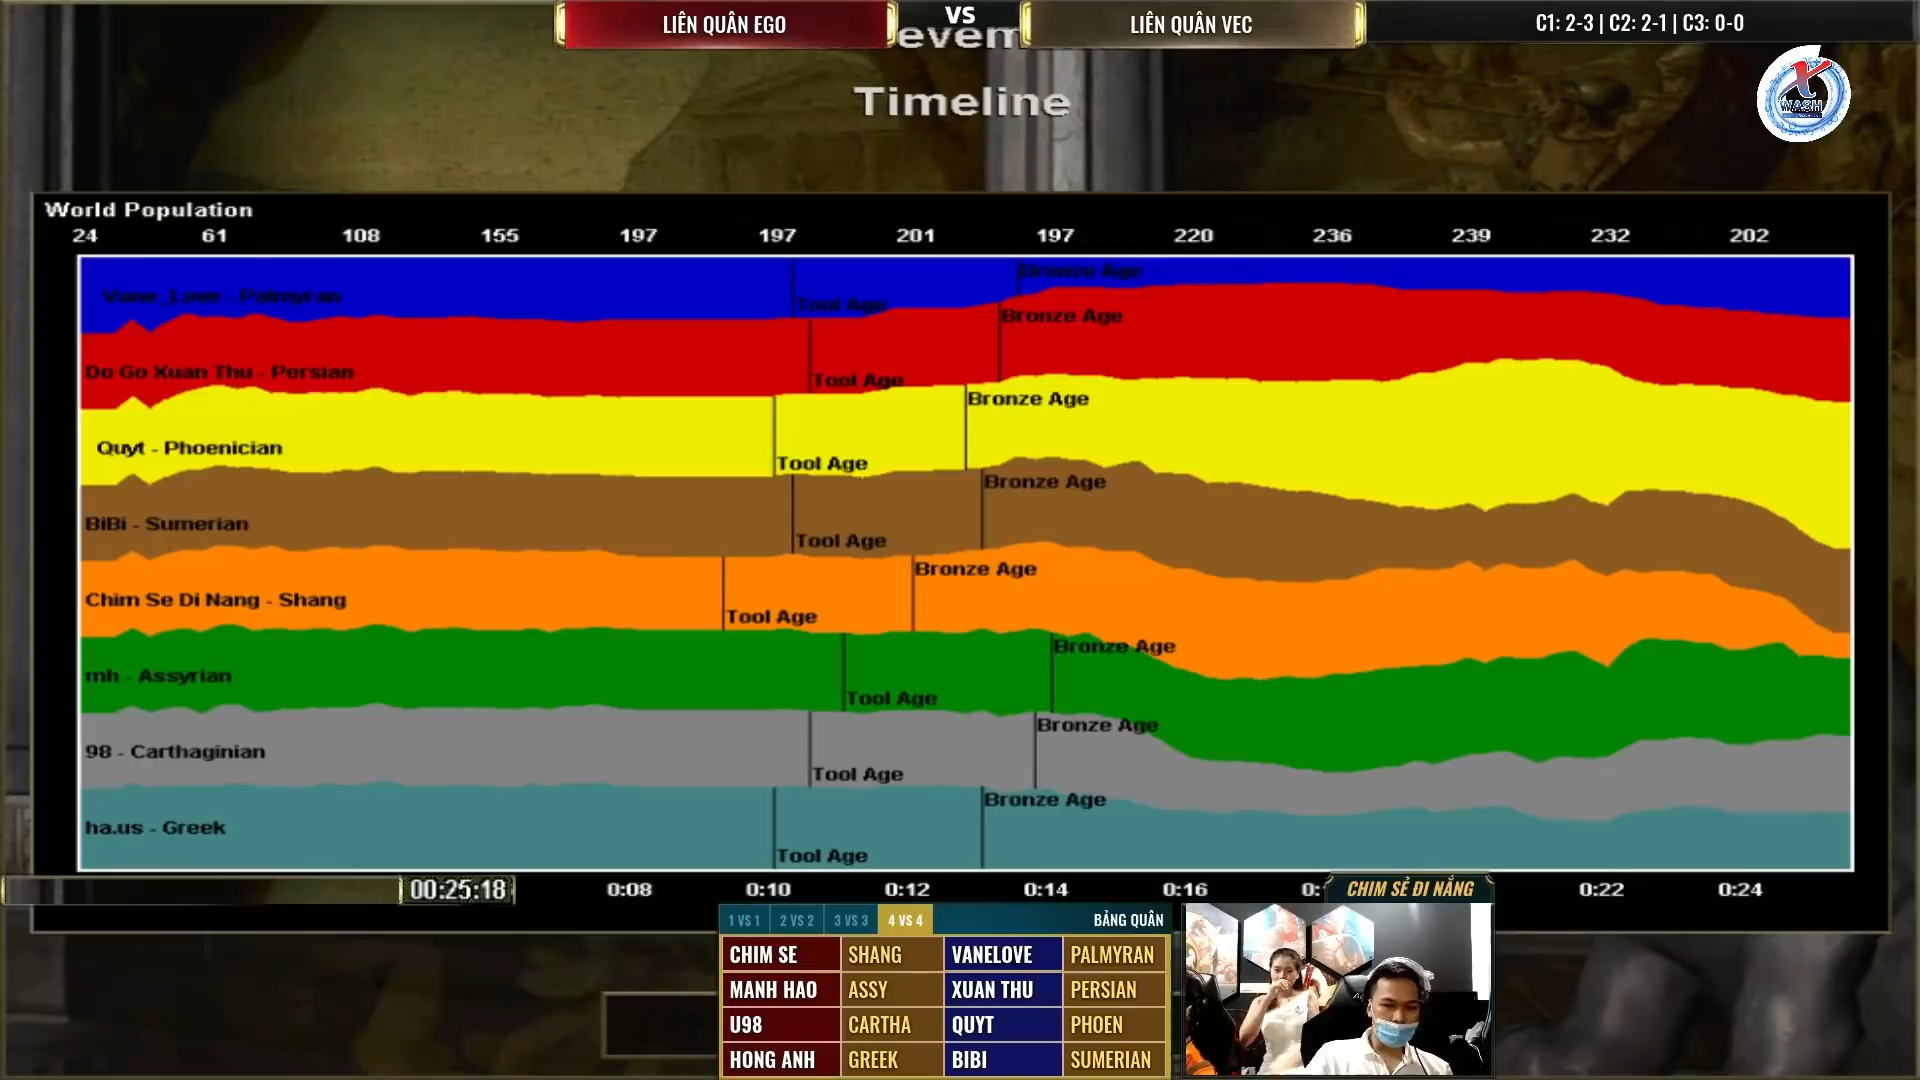 LIÊN QUÂN EGO
VS
LIÊN QUÂN VEC
C1: 2-3 | C2: 2-1 | C3: 0-0
evem
Timeline
WASH
World Population
24 61 108 155 197 197 201 197 220 236 239 232 202
Bronze Age
Vane_Love - Palmyran
Tool Age
Bronze Age
Do Go Xuan Thu - Persian
Tool Age
Bronze Age
Quyt - Phoenician
Tool Age
Bronze Age
BiBi - Sumerian
Tool Age
Bronze Age
Chim Se Di Nang - Shang
Tool Age
Bronze Age
mh - Assyrian
Tool Age
Bronze Age
98 - Carthaginian
Tool Age
Bronze Age
ha.us - Greek
Tool Age
00:25:18 0:08 0:10 0:12 0:14 0:16 0: 0:22 0:24
CHIM SẺ ĐI NẮNG
1 VS 1 2 VS 2 3 VS 3 4 VS 4 BẢNG QUÂN
CHIM SE SHANG VANELOVE PALMYRAN
MANH HAO ASSY XUAN THU PERSIAN
U98 CARTHA QUYT PHOEN
HONG ANH GREEK BIBI SUMERIAN